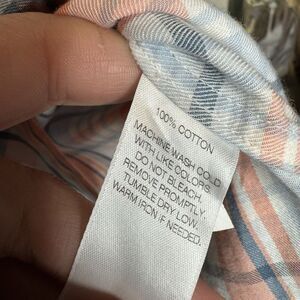 100% COTTON
MACHINE WASH COLD
WITH LIKE COLORS.
DO NOT BLEACH.
REMOVE PROMPTLY.
TUMBLE DRY LOW.
WARM IRON IF NEEDED.